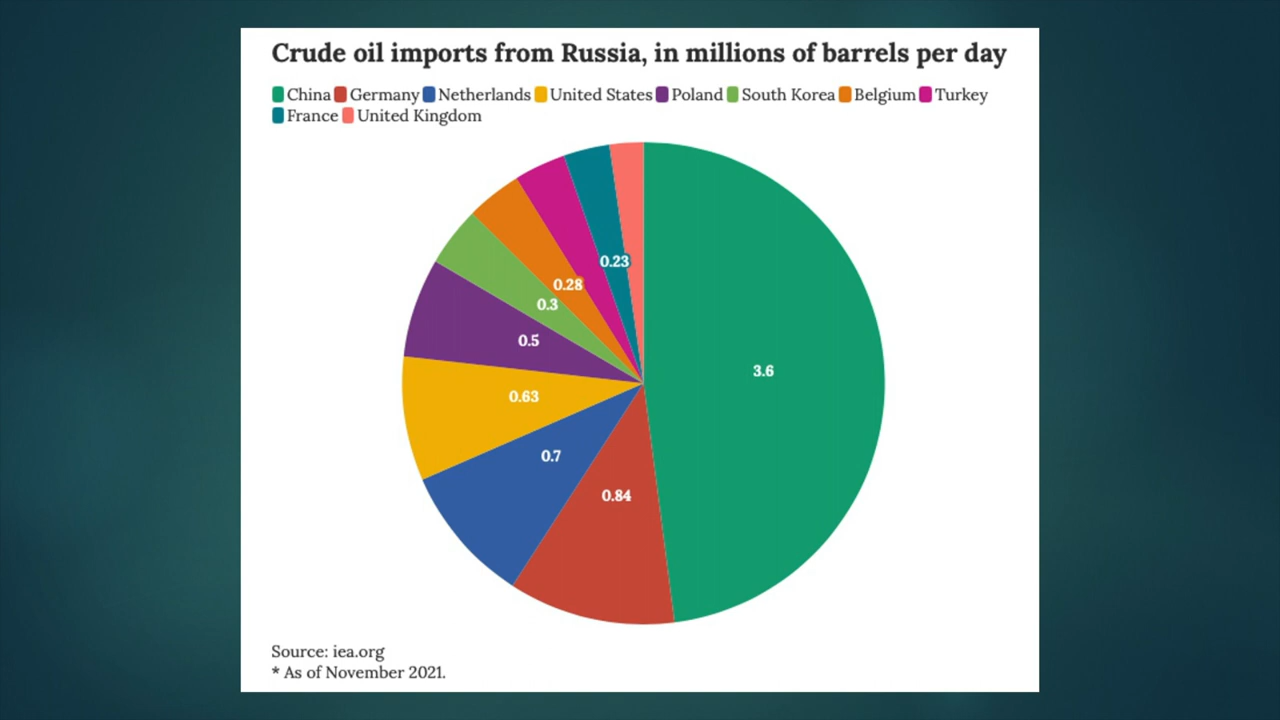 Crude oil imports from Russia, in millions of barrels per day
China Germany Netherlands United States Poland South Korea Belgium Turkey
France United Kingdom
0.23
0.28
0.3
0.5
3.6
0.63
0.7
0.84
Source: iea.org
* As of November 2021.